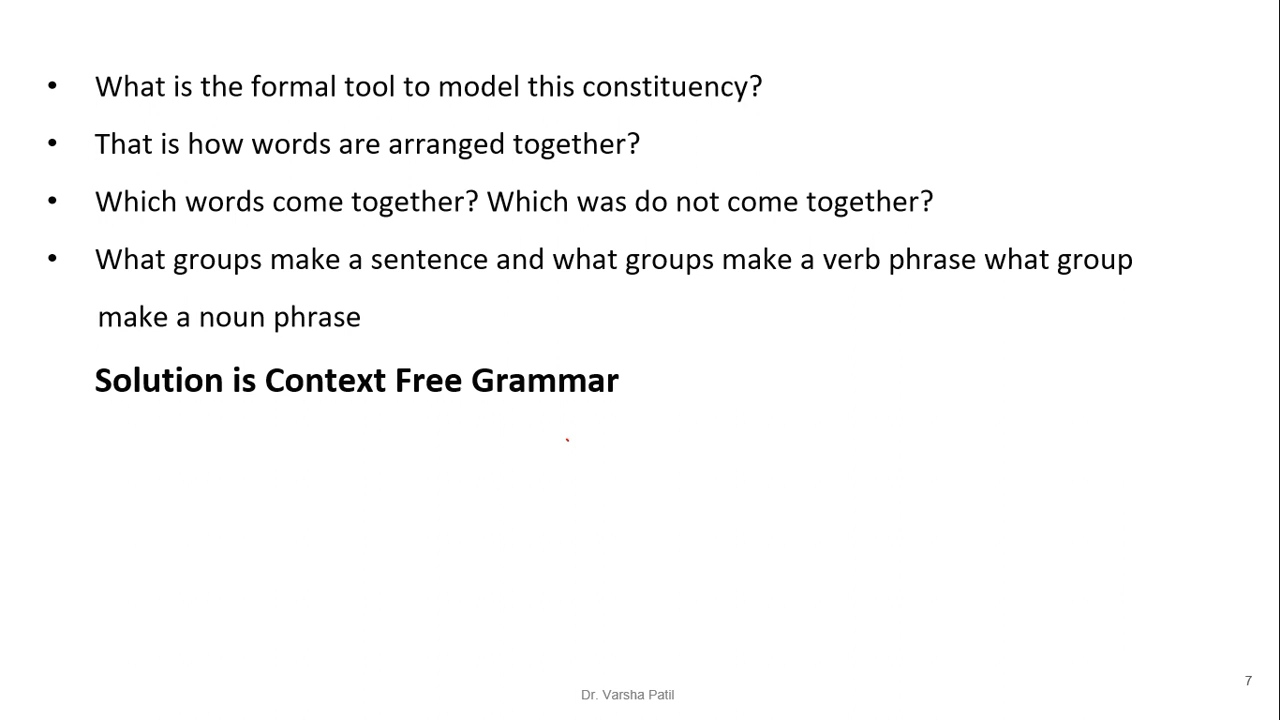 • What is the formal tool to model this constituency?
• That is how words are arranged together?
• Which words come together? Which was do not come together?
• What groups make a sentence and what groups make a verb phrase what group
make a noun phrase
Solution is Context Free Grammar
7
Dr. Varsha Patil